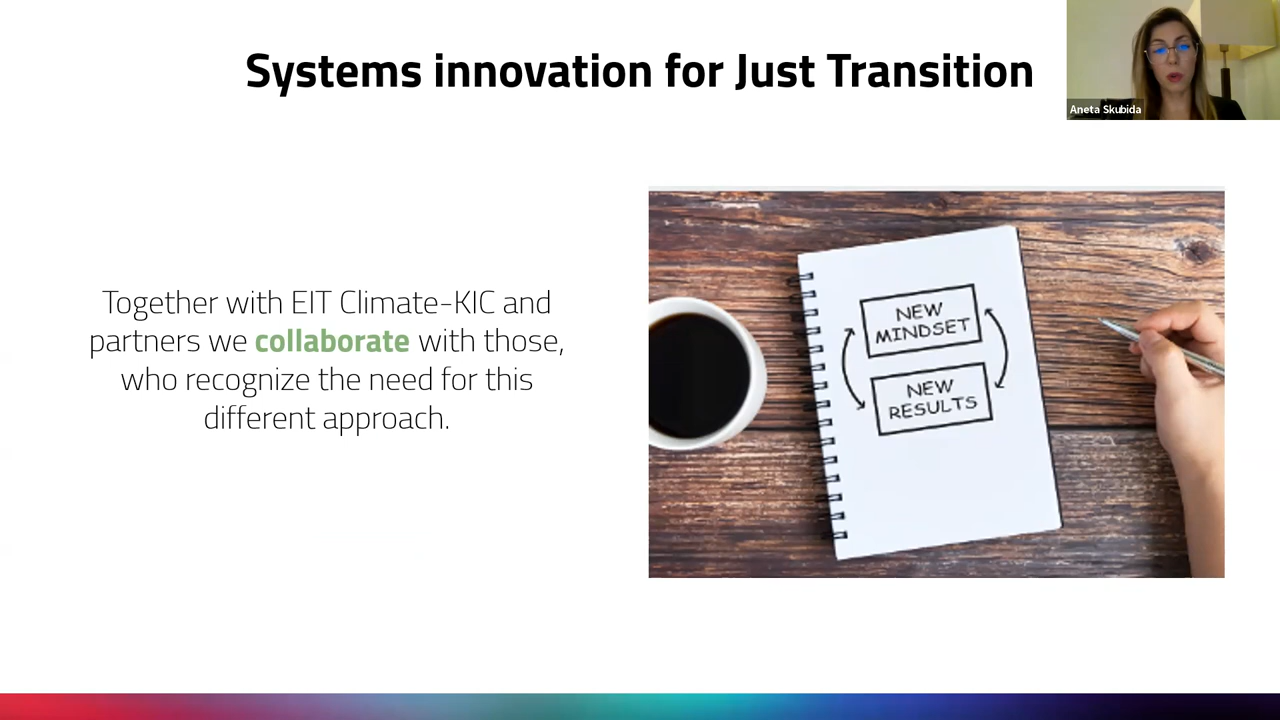 Systems innovation for Just Transition
Aneta Skubida
Together with EIT Climate-KIC and
partners we collaborate with those,
who recognize the need for this
different approach.
NEW
MINDSET
NEW
RESULTS